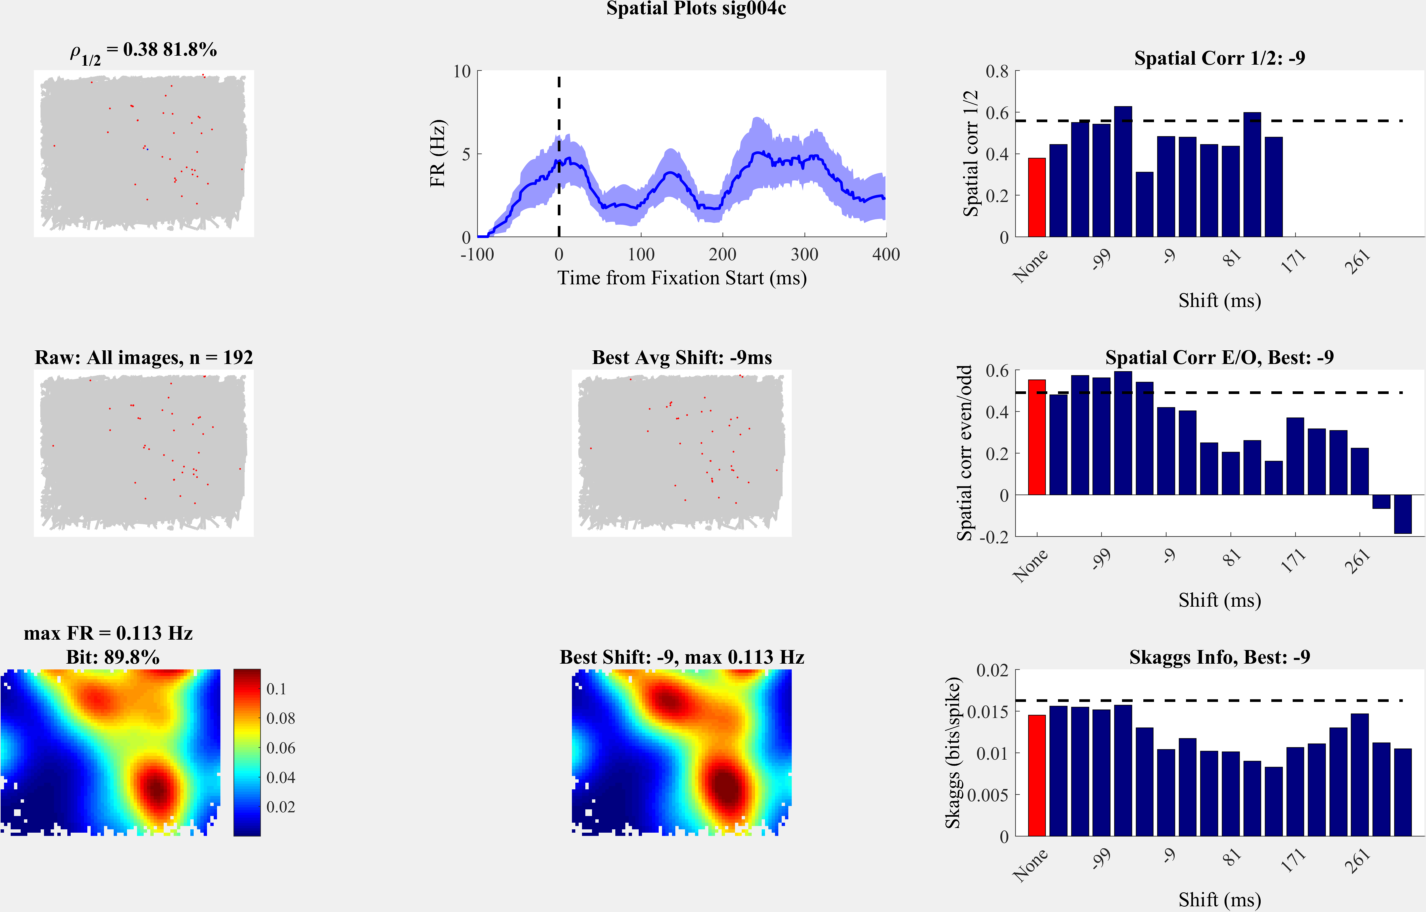 Spatial Plots sig004c
ρ1/2 = 0.38 81.8%
10
5
0
FR (Hz)
-100 0 100 200 300 400
Time from Fixation Start (ms)
Spatial Corr 1/2: -9
0.8
0.6
0.4
0.2
0
Spatial corr 1/2
None -99 -9 81 171 261
Shift (ms)
Raw: All images, n = 192
Best Avg Shift: -9ms
Spatial Corr E/O, Best: -9
0.6
0.4
0.2
0
-0.2
Spatial corr even/odd
None -99 -9 81 171 261
Shift (ms)
max FR = 0.113 Hz
Bit: 89.8%
0.1
0.08
0.06
0.04
0.02
Best Shift: -9, max 0.113 Hz
Skaggs Info, Best: -9
0.02
0.015
0.01
0.005
0
Skaggs (bits\spike)
None -99 -9 81 171 261
Shift (ms)